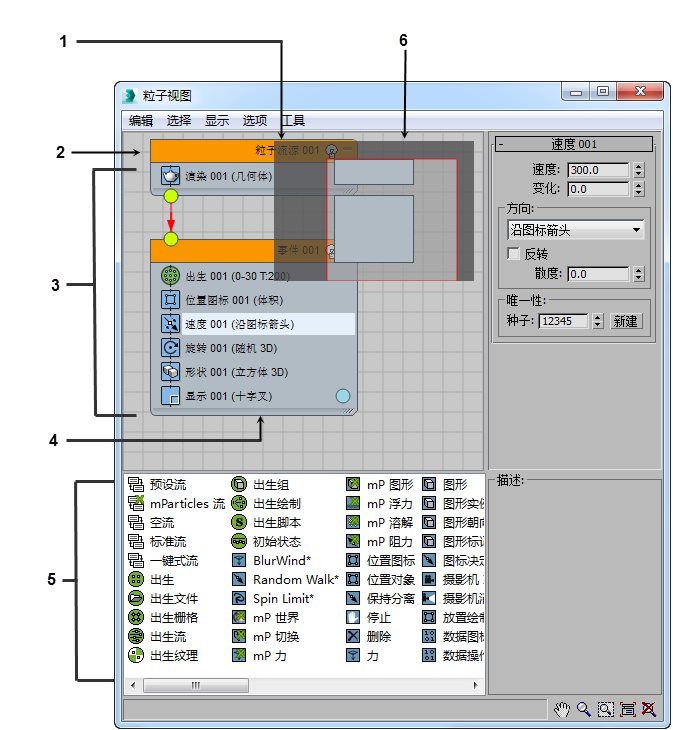 1
6
粒子视图
编辑 选择 显示 选项 工具
2
粒子流源 001
渲染 001 (几何体)
3
事件 001
出生 001 (0-30 T:200)
位置图标 001 (体积)
速度 001 (沿图标箭头)
旋转 001 (随机 3D)
形状 001 (立方体 3D)
显示 001 (十字叉)
4
- 速度 001
速度: 300.0
变化: 0.0
方向:
沿图标箭头
反转
散度: 0.0
唯一性:
种子: 12345 新建
5
预设流 出生组 mP 图形 图形
mParticles 流 出生绘制 mP 浮力 图形实例
空流 出生脚本 mP 溶解 图形朝向
标准流 初始状态 mP 阻力 图形标记
一键式流 BlurWind* 位置图标 图标决定
出生 Random Walk* 位置对象 摄影机
出生文件 Spin Limit* 保持分离 摄影机
出生栅格 mP 世界 停止 放置绘制
出生流 mP 切换 删除 数据图标
出生纹理 mP 力 力 数据操作
描述: